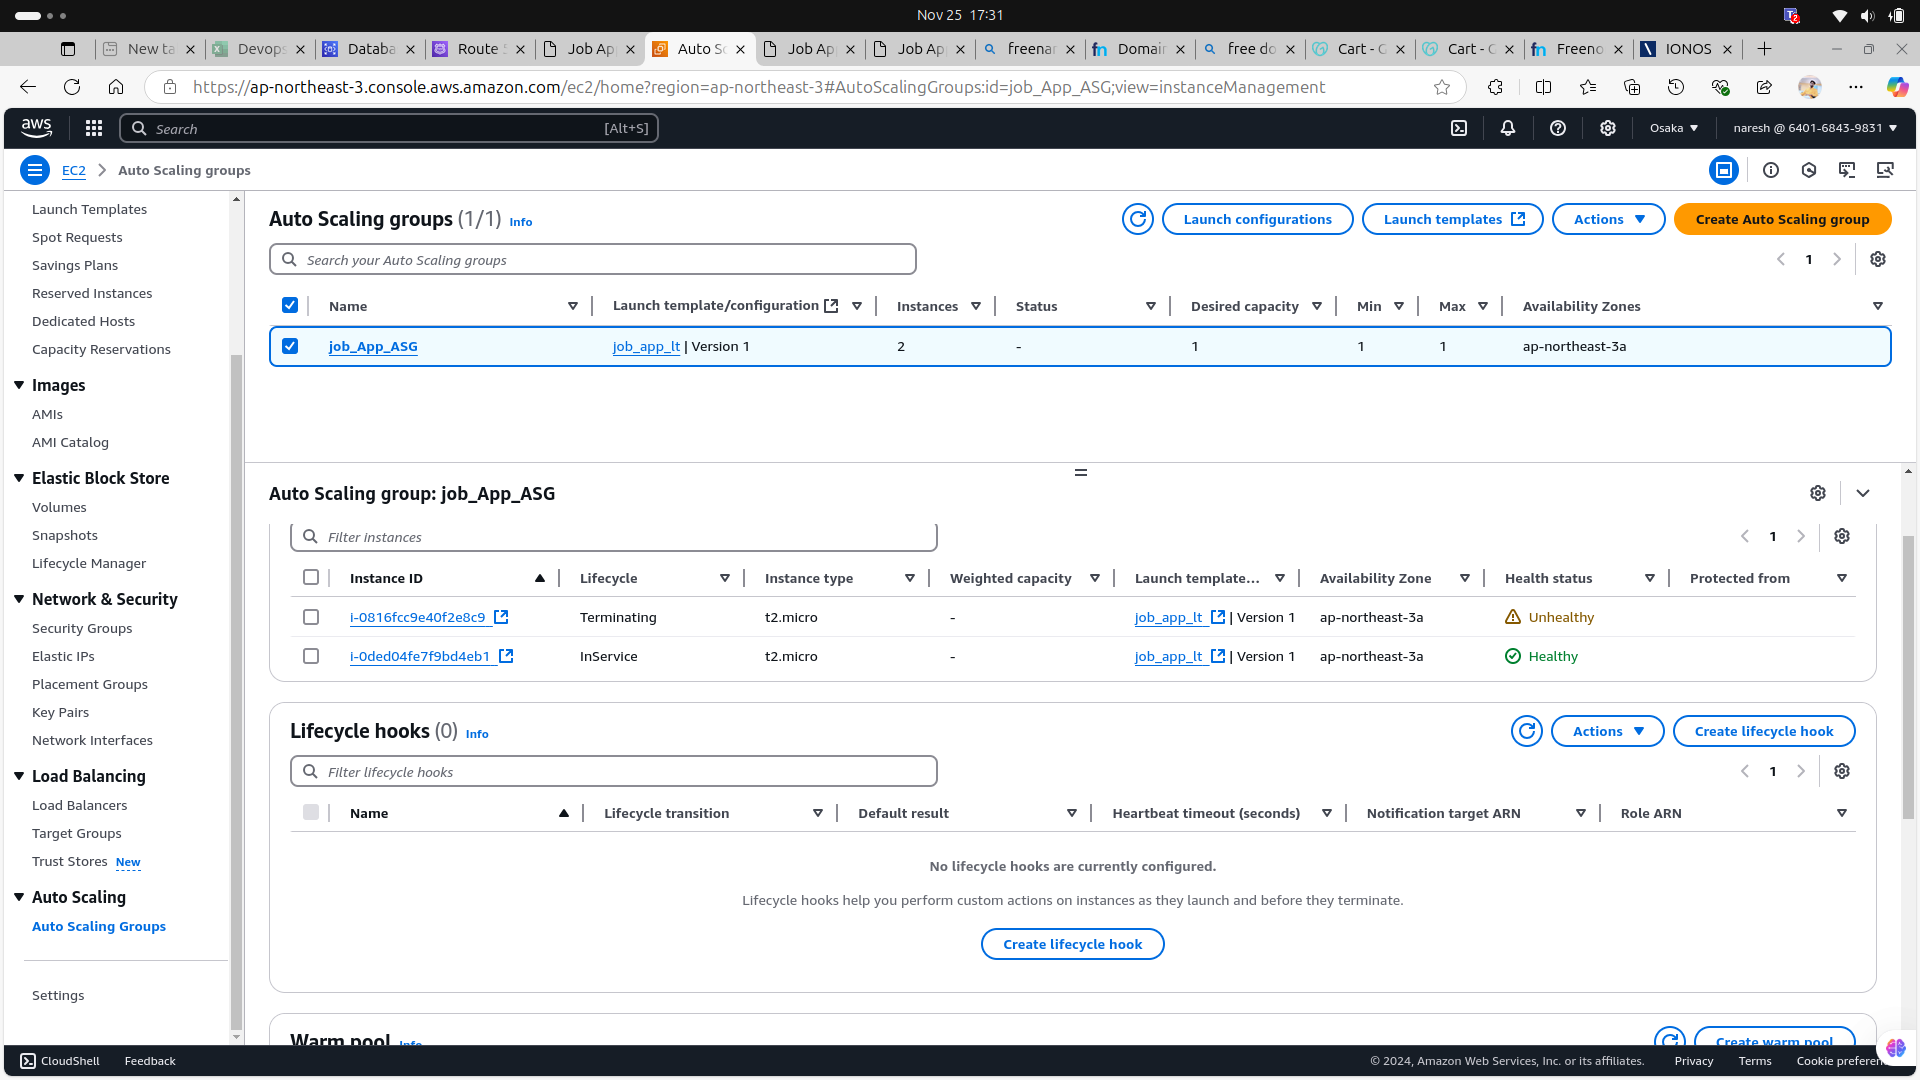 Nov 25 17:31
New ta
Devops
Databa
Route
Job Ap
Auto Sc
Job Ap
Job Ap
freenar
Domain
free do
Cart - G
Cart - G
Freeno
IONOS
https://ap-northeast-3.console.aws.amazon.com/ec2/home?region=ap-northeast-3#AutoScalingGroups:id=job_App_ASG;view=instanceManagement
aws
Search [Alt+S]
Osaka
naresh @ 6401-6843-9831
EC2
Auto Scaling groups
Launch Templates
Spot Requests
Savings Plans
Reserved Instances
Dedicated Hosts
Capacity Reservations
Images
AMIs
AMI Catalog
Elastic Block Store
Volumes
Snapshots
Lifecycle Manager
Network & Security
Security Groups
Elastic IPs
Placement Groups
Key Pairs
Network Interfaces
Load Balancing
Load Balancers
Target Groups
Trust Stores New
Auto Scaling
Auto Scaling Groups
Settings
Auto Scaling groups (1/1) Info
Launch configurations
Launch templates
Actions
Create Auto Scaling group
Search your Auto Scaling groups
1
Name Launch template/configuration Instances Status Desired capacity Min Max Availability Zones
job_App_ASG job_app_lt | Version 1 2 - 1 1 1 ap-northeast-3a
Auto Scaling group: job_App_ASG
Filter instances
1
Instance ID Lifecycle Instance type Weighted capacity Launch template... Availability Zone Health status Protected from
i-0816fcc9e40f2e8c9 Terminating t2.micro - job_app_lt | Version 1 ap-northeast-3a Unhealthy
i-0ded04fe7f9bd4eb1 InService t2.micro - job_app_lt | Version 1 ap-northeast-3a Healthy
Lifecycle hooks (0) Info
Actions
Create lifecycle hook
Filter lifecycle hooks
1
Name Lifecycle transition Default result Heartbeat timeout (seconds) Notification target ARN Role ARN
No lifecycle hooks are currently configured.
Lifecycle hooks help you perform custom actions on instances as they launch and before they terminate.
Create lifecycle hook
Warm pool Info
Create warm pool
CloudShell Feedback
© 2024, Amazon Web Services, Inc. or its affiliates. Privacy Terms Cookie preferen